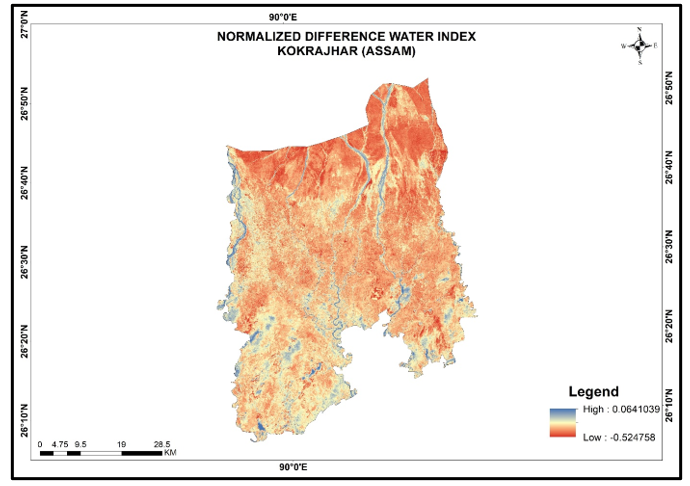 90°0'E
NORMALIZED DIFFERENCE WATER INDEX
KOKRAJHAR (ASSAM)
N
W E
S
27°0'N
26°50'N
26°50'N
26°40'N
26°40'N
26°30'N
26°30'N
26°20'N
26°20'N
26°10'N
26°10'N
Legend
High : 0.0641039
Low : -0.524758
0 4.75 9.5 19 28.5
KM
90°0'E